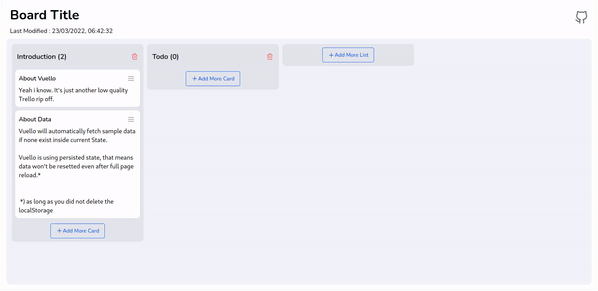 Board Title
Last Modified : 23/03/2022, 06:42:32
Introduction (2)
About Vuello
Yeah i know. It's just another low quality
Trello rip off.
About Data
Vuello will automatically fetch sample data
if none exist inside current State.
Vuello is using persisted state, that means
data won't be resetted even after full page
reload.*
*) as long as you did not delete the
localStorage
+ Add More Card
Todo (0)
+ Add More Card
+ Add More List